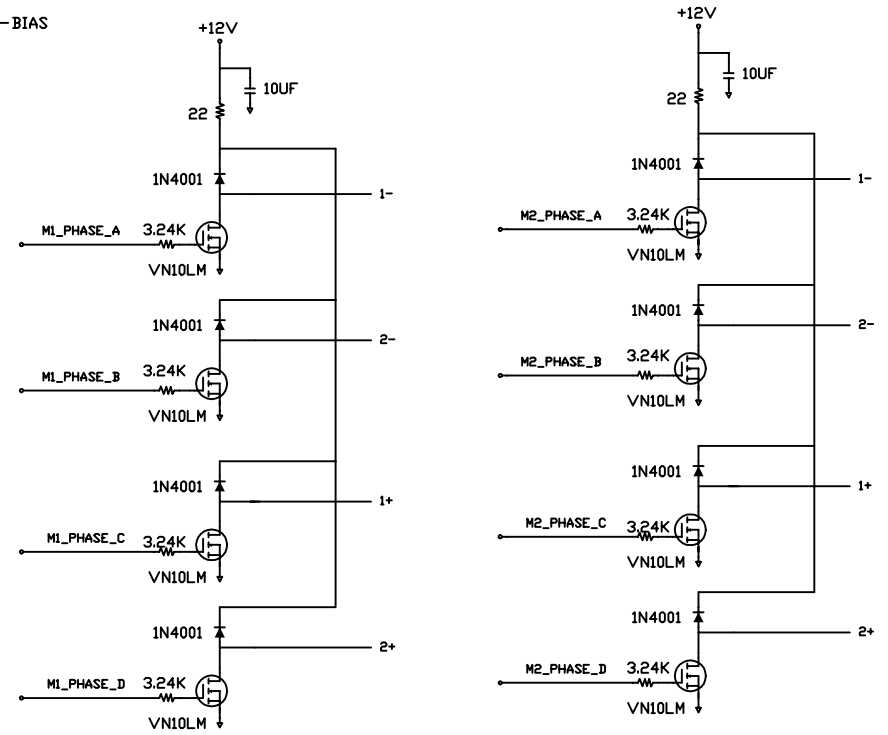 -BIAS
+12V
10UF
22
1N4001
1-
M1_PHASE_A
3.24K
VN10LM
1N4001
2-
M1_PHASE_B
3.24K
VN10LM
1N4001
1+
M1_PHASE_C
3.24K
VN10LM
1N4001
2+
M1_PHASE_D
3.24K
VN10LM
+12V
10UF
22
1N4001
1-
M2_PHASE_A
3.24K
VN10LM
1N4001
2-
M2_PHASE_B
3.24K
VN10LM
1N4001
1+
M2_PHASE_C
3.24K
VN10LM
1N4001
2+
M2_PHASE_D
3.24K
VN10LM